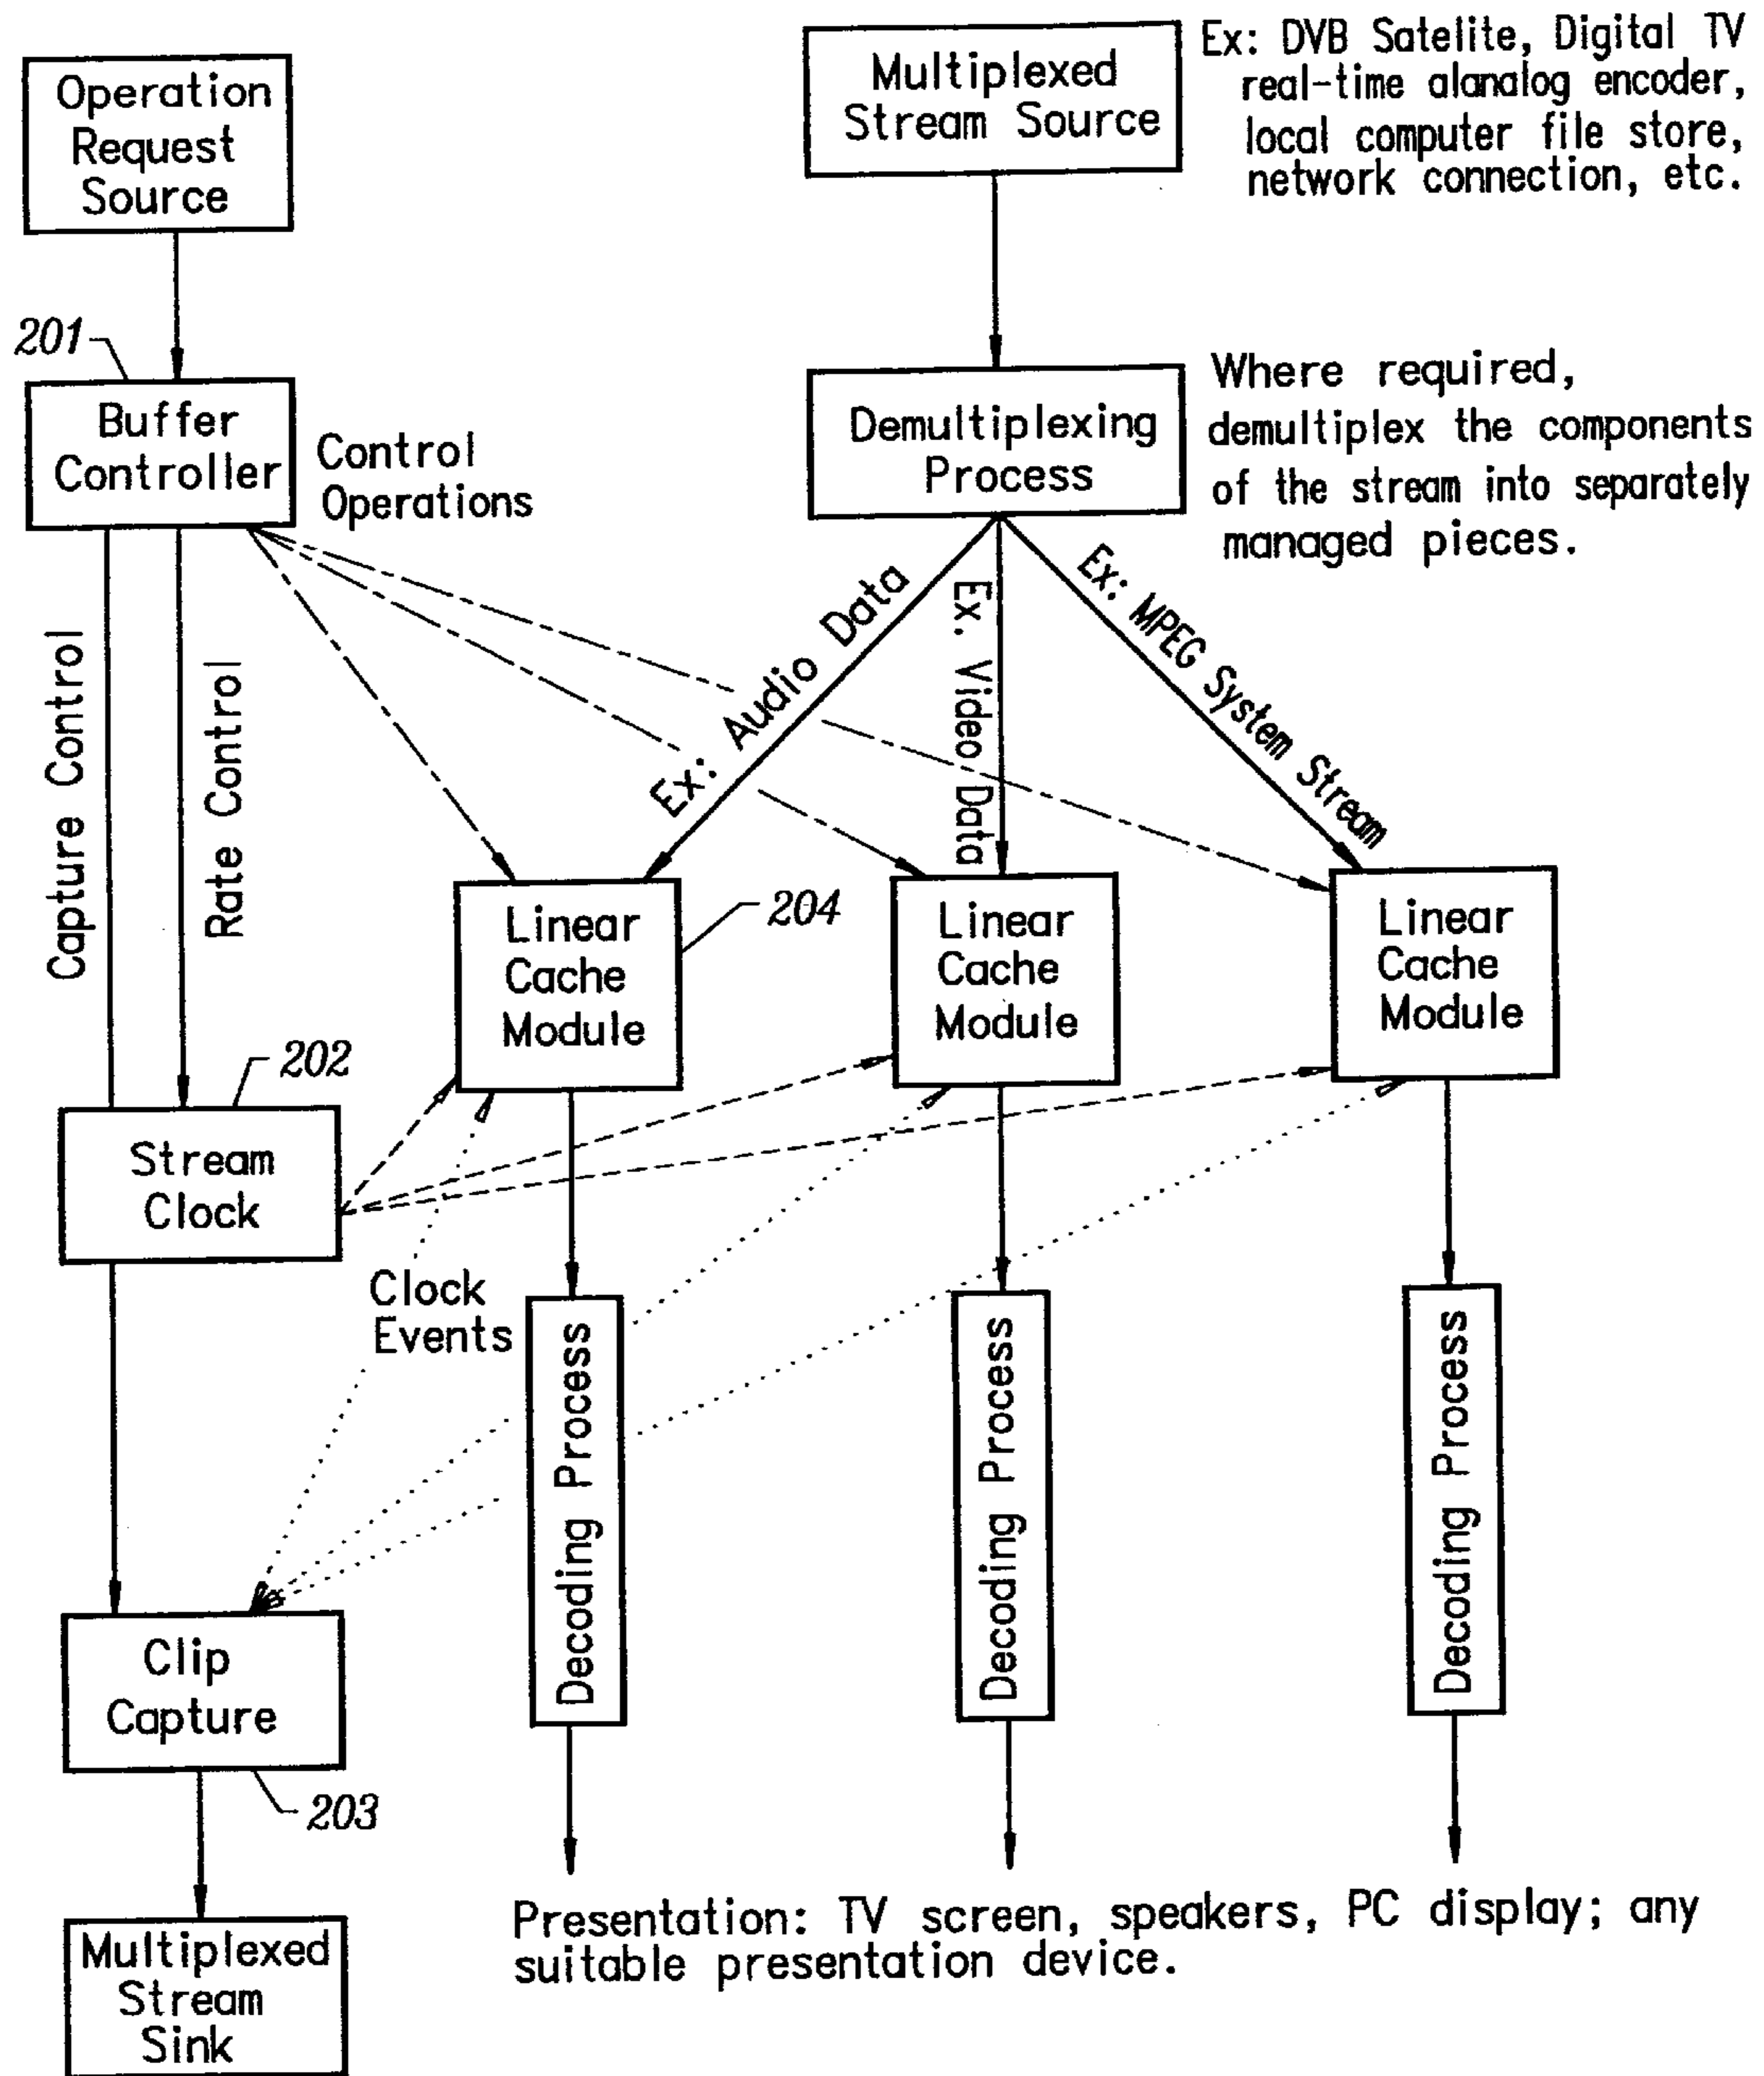 Operation
Request
Source
Multiplexed
Stream Source
Ex: DVB Satelite, Digital TV
real-time alanalog encoder,
local computer file store,
network connection, etc.
201
Buffer
Controller
Control
Operations
Demultiplexing
Process
Where required,
demultiplex the components
of the stream into separately
managed pieces.
Capture Control
Rate Control
Ex: Audio Data
Ex. Video Data
Ex: MPEG System Stream
Linear
Cache
Module
204
Linear
Cache
Module
Linear
Cache
Module
202
Stream
Clock
Clock
Events
Decoding Process
Decoding Process
Decoding Process
Clip
Capture
203
Multiplexed
Stream
Sink
Presentation: TV screen, speakers, PC display; any
suitable presentation device.